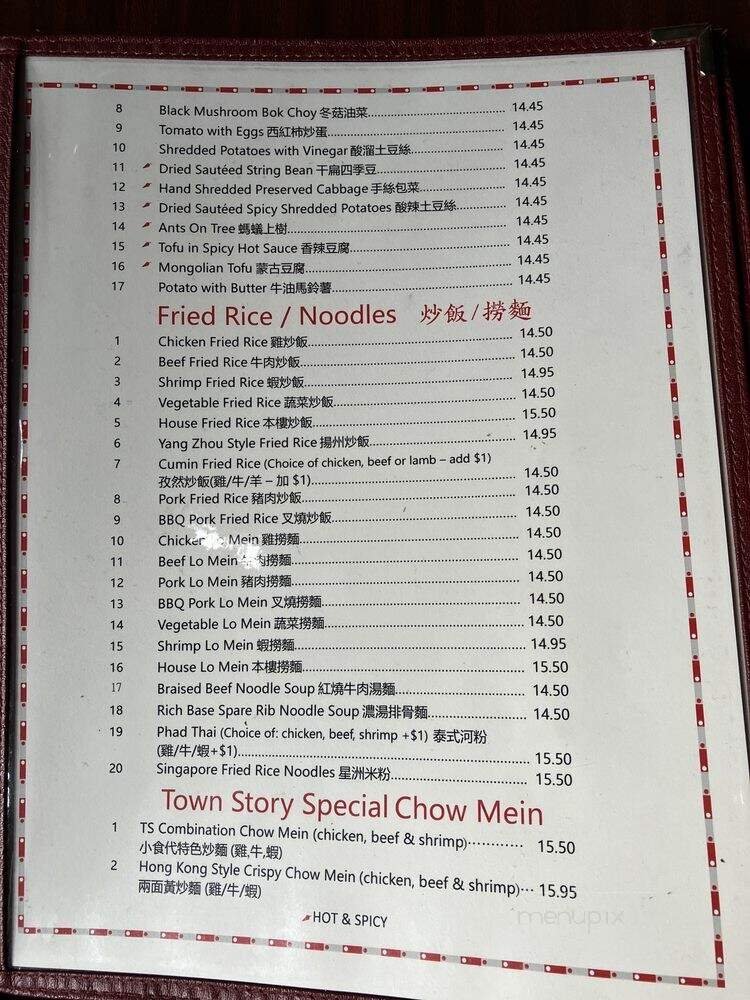 8 Black Mushroom Bok Choy 冬菇油菜 14.45
9 Tomato with Eggs 西紅柿炒蛋 14.45
10 Shredded Potatoes with Vinegar 酸溜土豆絲 14.45
11 Dried Sautéed String Bean 干扁四季豆 14.45
12 Hand Shredded Preserved Cabbage 手絲包菜 14.45
13 Dried Sautéed Spicy Shredded Potatoes 酸辣土豆絲 14.45
14 Ants On Tree 螞蟻上樹 14.45
15 Tofu in Spicy Hot Sauce 香辣豆腐 14.45
16 Mongolian Tofu 蒙古豆腐 14.45
17 Potato with Butter 牛油馬鈴薯 14.45
Fried Rice / Noodles 炒飯/撈麵
1 Chicken Fried Rice 雞炒飯 14.50
2 Beef Fried Rice 牛肉炒飯 14.50
3 Shrimp Fried Rice 蝦炒飯 14.95
4 Vegetable Fried Rice 蔬菜炒飯 14.50
5 House Fried Rice 本樓炒飯 15.50
6 Yang Zhou Style Fried Rice 揚州炒飯 14.95
7 Cumin Fried Rice (Choice of chicken, beef or lamb – add $1)
孜然炒飯(雞/牛/羊 – 加 $1) 14.50
8 Pork Fried Rice 豬肉炒飯 14.50
9 BBQ Pork Fried Rice 叉燒炒飯 14.50
10 Chicken Lo Mein 雞撈麵 14.50
11 Beef Lo Mein 肉撈麵 14.50
12 Pork Lo Mein 豬肉撈麵 14.50
13 BBQ Pork Lo Mein 叉燒撈麵 14.50
14 Vegetable Lo Mein 蔬菜撈麵 14.50
15 Shrimp Lo Mein 蝦撈麵 14.95
16 House Lo Mein 本樓撈麵 15.50
17 Braised Beef Noodle Soup 紅燒牛肉湯麵 14.50
18 Rich Base Spare Rib Noodle Soup 濃湯排骨麵 14.50
19 Phad Thai (Choice of: chicken, beef, shrimp +$1) 泰式河粉
(雞/牛/蝦+$1) 15.50
20 Singapore Fried Rice Noodles 星洲米粉 15.50
Town Story Special Chow Mein
1 TS Combination Chow Mein (chicken, beef & shrimp) 15.50
小食代特色炒麵 (雞,牛,蝦)
2 Hong Kong Style Crispy Chow Mein (chicken, beef & shrimp) 15.95
兩面黃炒麵 (雞/牛/蝦)
HOT & SPICY
menupix